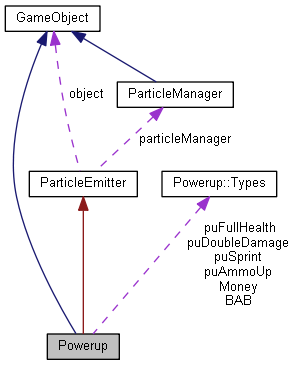 GameObject
object
ParticleManager
particleManager
ParticleEmitter
Powerup::Types
puFullHealth
puDoubleDamage
puSprint
puAmmoUp
Money
BAB
Powerup